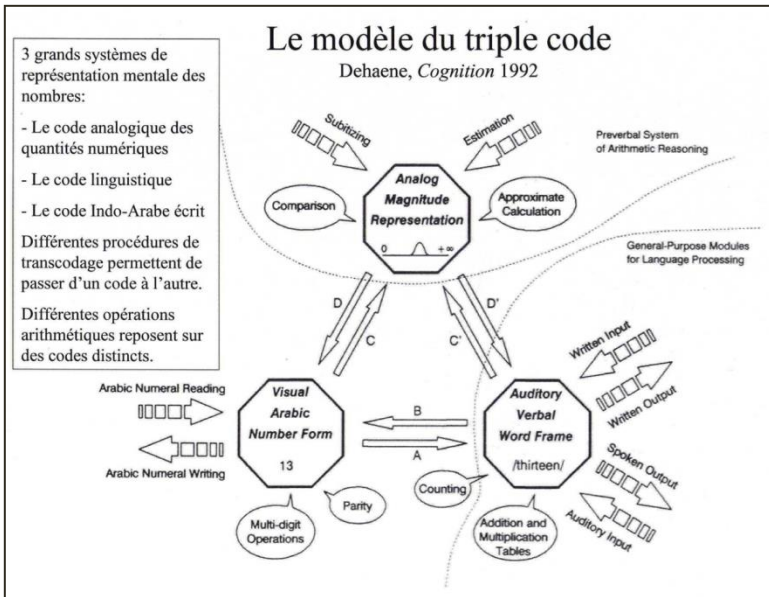 Le modèle du triple code
Dehaene, Cognition 1992
3 grands systèmes de
représentation mentale des
nombres:
- Le code analogique des
quantités numériques
- Le code linguistique
- Le code Indo-Arabe écrit
Différentes procédures de
transcodage permettent de
passer d'un code à l'autre.
Différentes opérations
arithmétiques reposent sur
des codes distincts.
Subitizing
Estimation
Preverbal System
of Arithmetic Reasoning
Analog
Magnitude
Representation
0 +∞
Comparison
Approximate
Calculation
General-Purpose Modules
for Language Processing
D
C
D'
C'
Arabic Numeral Reading
Arabic Numeral Writing
Visual
Arabic
Number Form
13
B
A
Auditory
Verbal
Word Frame
/thirteen/
Written Input
Written Output
Spoken Output
Auditory Input
Multi-digit
Operations
Parity
Counting
Addition and
Multiplication
Tables